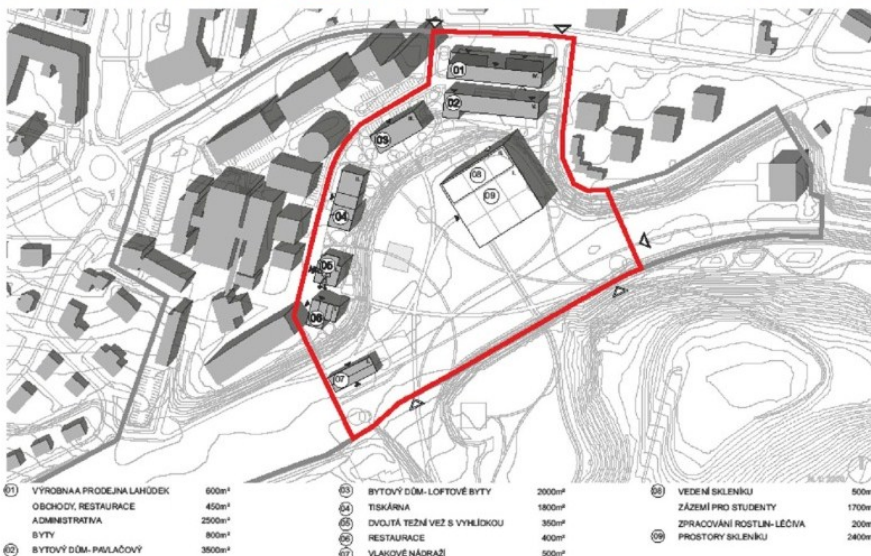 01
02
03
04
05
06
07
08
09
01 VÝROBNA A PRODEJNA LAHŮDEK 600m²
OBCHODY, RESTAURACE 450m²
ADMINISTRATIVA 2500m²
BYTY 800m²
02 BYTOVÝ DŮM- PAVLAČOVÝ 3500m²
03 BYTOVÝ DŮM- LOFTOVÉ BYTY 2000m²
04 TISKÁRNA 1800m²
05 DVOJTÁ TEŽNÍ VEŽ S VYHLÍDKOU 350m²
06 RESTAURACE 400m²
07 VLAKOVÉ NÁDRAŽÍ 500m²
08 VEDENÍ SKLENÍKU 500m²
ZÁZEMÍ PRO STUDENTY 1700m²
ZPRACOVÁNÍ ROSTLIN- LÉČIVA 200m²
09 PROSTORY SKLENÍKU 2400m²